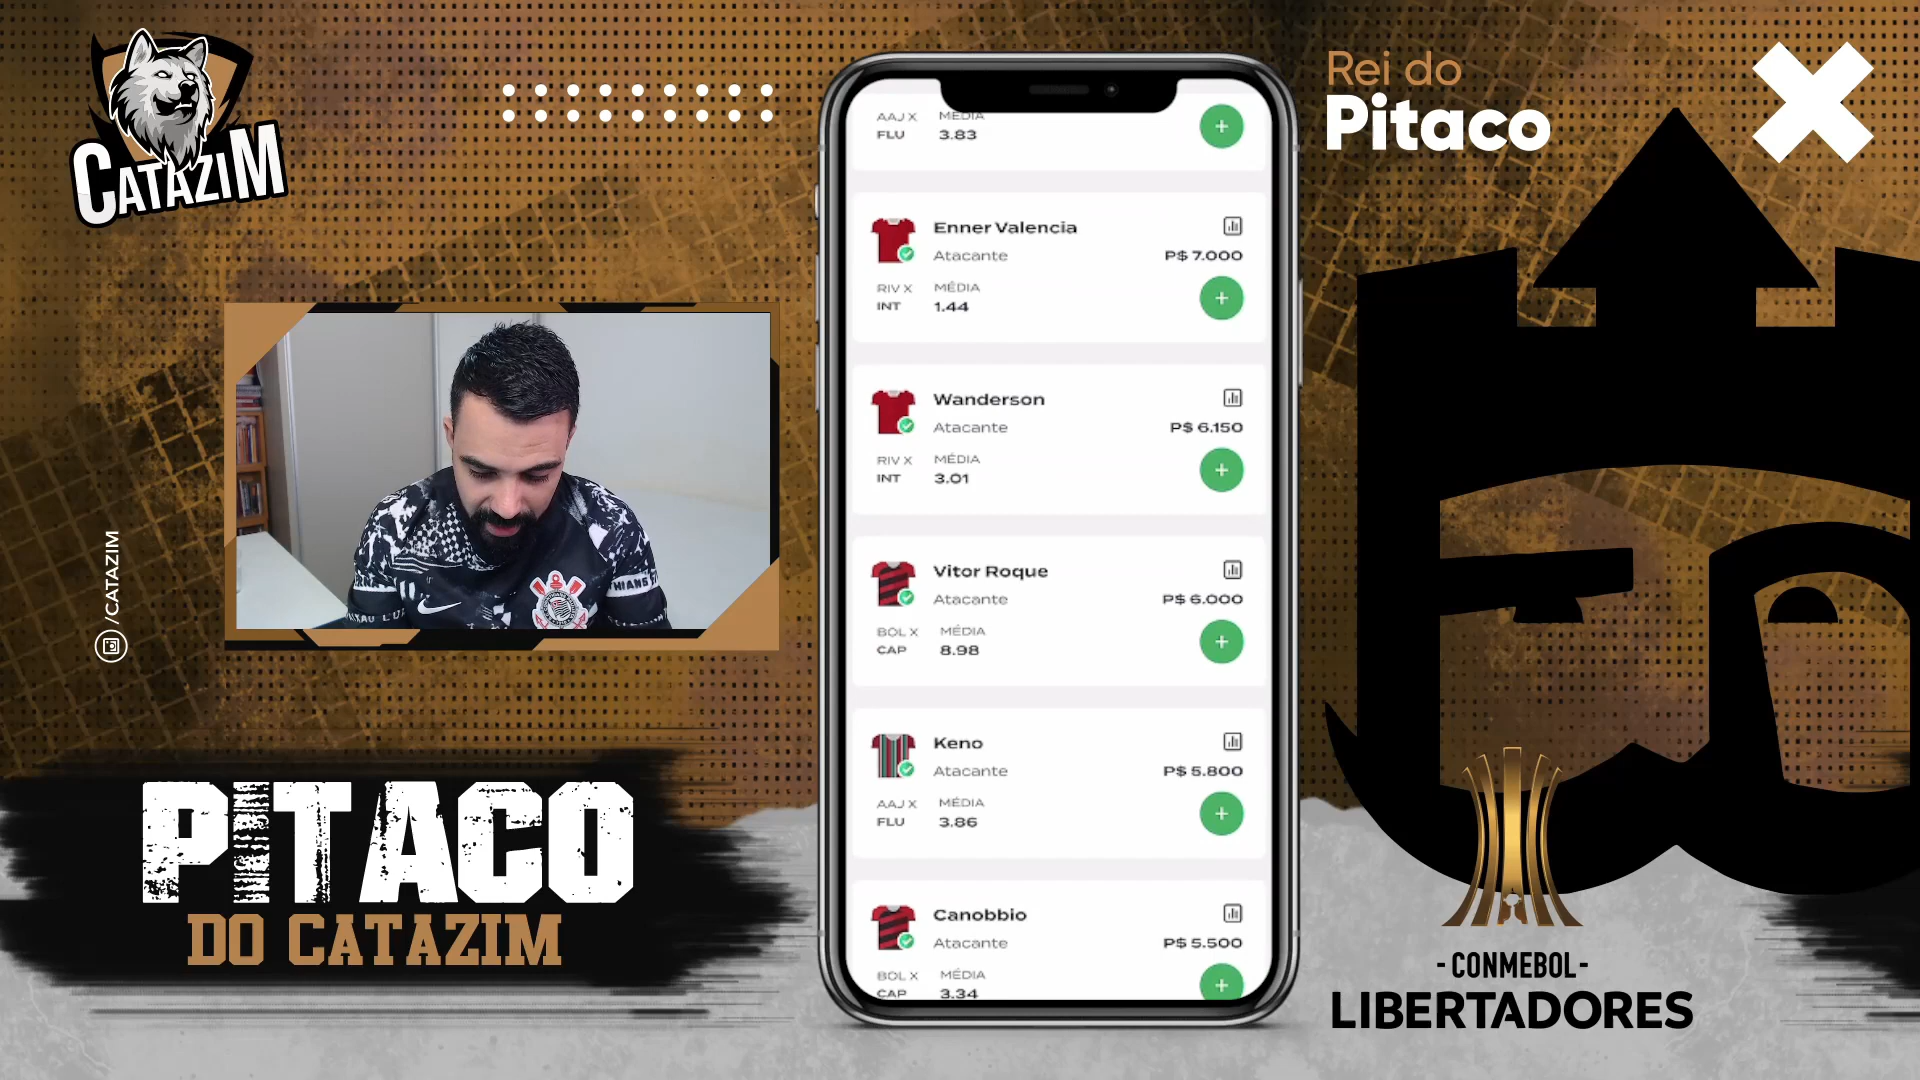 CATAZIM
/CATAZIM
PITACO
DO CATAZIM
THIANS
AAJ X
MÉDIA
FLU
3.83
Enner Valencia
Atacante
P$ 7.000
RIV X
MÉDIA
INT
1.44
Wanderson
Atacante
P$ 6.150
RIV X
MÉDIA
INT
3.01
Vitor Roque
Atacante
P$ 6.000
BOL X
MÉDIA
CAP
8.98
Keno
Atacante
P$ 5.800
AAJ X
MÉDIA
FLU
3.86
Canobbio
Atacante
P$ 5.500
BOL X
MÉDIA
CAP
3.34
Rei do
Pitaco
-CONMEBOL-
LIBERTADORES